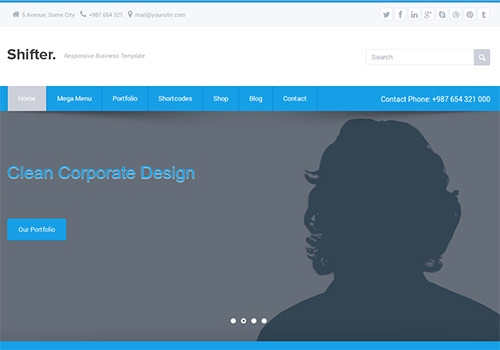 5 Avenue, Some City +987 654 321 mail@yoursite.com
Shifter. Responsive Business Template
Search
Home Mega Menu Portfolio Shortcodes Shop Blog Contact Contact Phone: +987 654 321 000
Clean Corporate Design
Our Portfolio